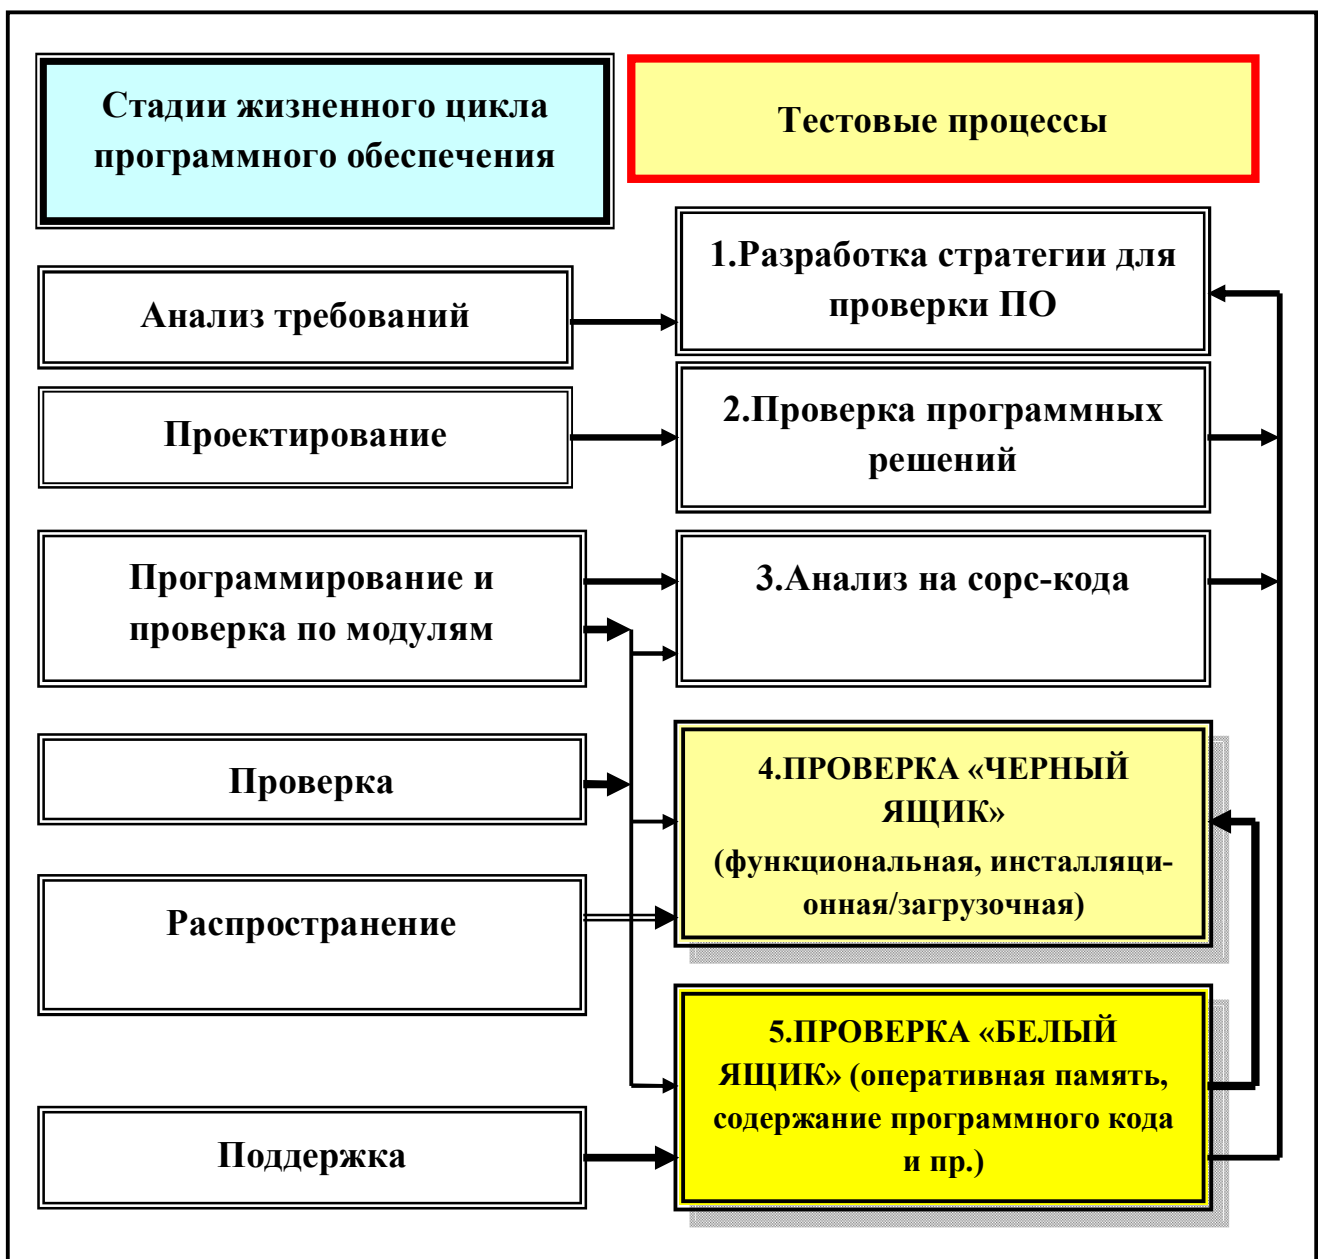 Стадии жизненного цикла
программного обеспечения
Тестовые процессы
1.Разработка стратегии для
проверки ПО
Анализ требований
2.Проверка программных
решений
Проектирование
Программирование и
проверка по модулям
3.Анализ на сорс-кода
Проверка
4.ПРОВЕРКА «ЧЕРНЫЙ
ЯЩИК»
(функциональная, инсталляци-
онная/загрузочная)
Распространение
5.ПРОВЕРКА «БЕЛЫЙ
ЯЩИК» (оперативная память,
содержание программного кода
и пр.)
Поддержка